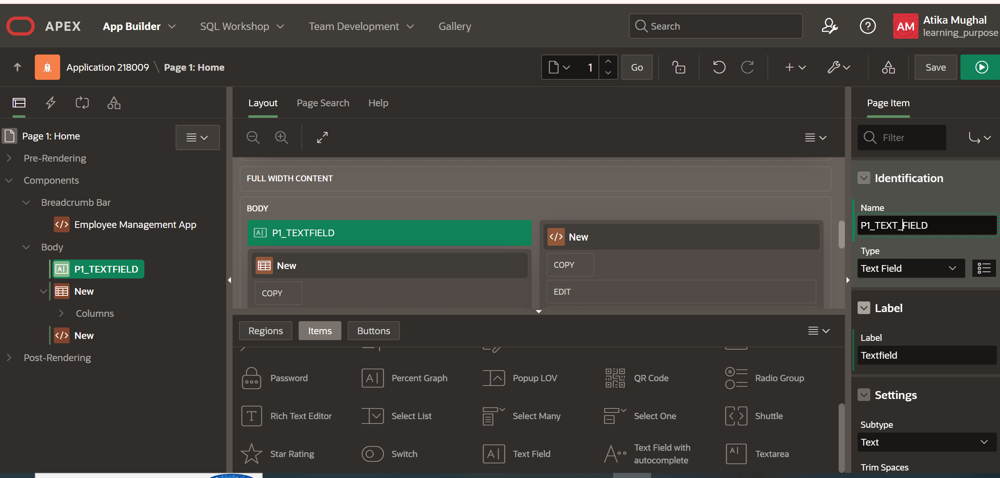 APEX App Builder SQL Workshop Team Development Gallery Search AM Atika Mughal
learning_purpose
Application 218009 \ Page 1: Home 1 Go Save
Layout Page Search Help Page Item
Page 1: Home
Filter
Pre-Rendering
Components
Breadcrumb Bar
Employee Management App
Body
P1_TEXTFIELD
New
Columns
New
Post-Rendering
FULL WIDTH CONTENT
BODY
P1_TEXTFIELD
New
COPY
New
COPY
EDIT
Regions Items Buttons
Password Percent Graph Popup LOV QR Code Radio Group
Rich Text Editor Select List Select Many Select One Shuttle
Star Rating Switch Text Field Text Field with
autocomplete Textarea
Identification
Name
P1_TEXT_FIELD
Type
Text Field
Label
Label
Textfield
Settings
Subtype
Text
Trim Spaces